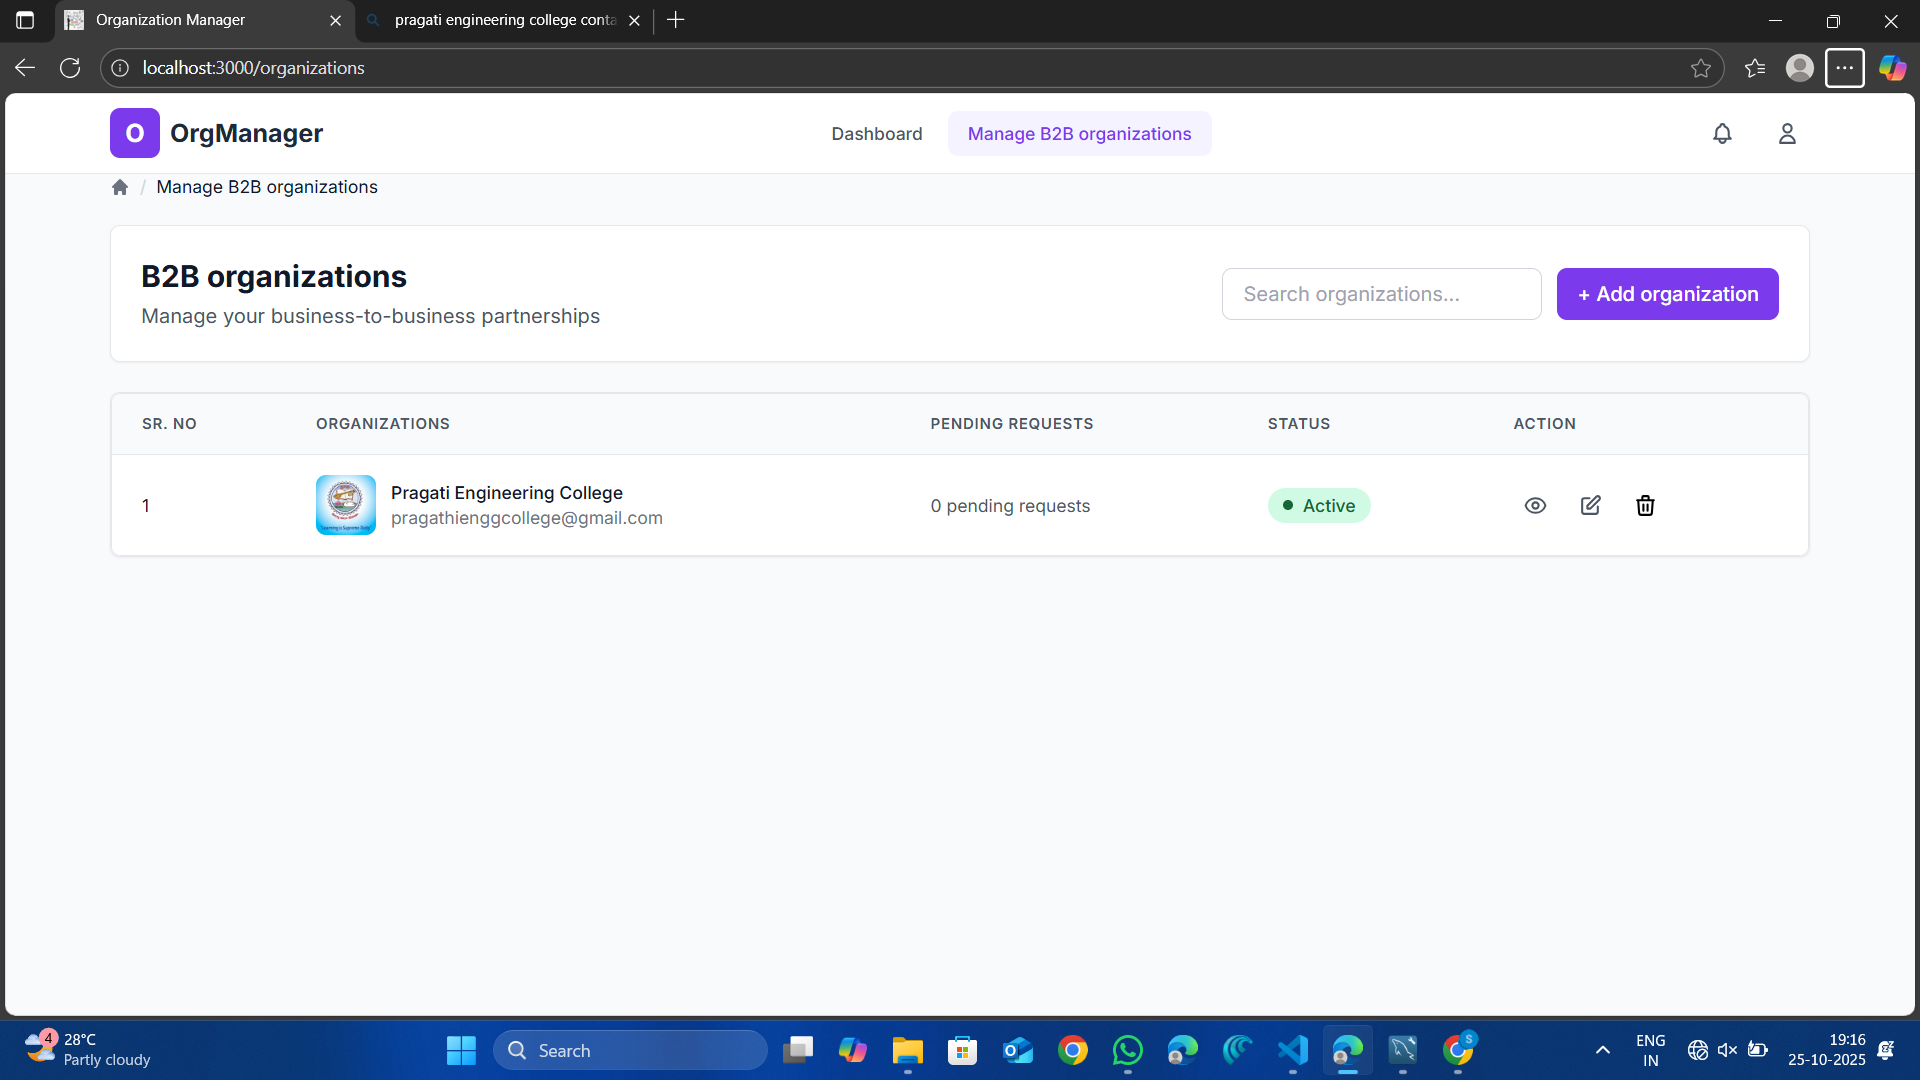 Organization Manager
pragati engineering college conta
localhost:3000/organizations
O
OrgManager
Dashboard
Manage B2B organizations
/ Manage B2B organizations
B2B organizations
Manage your business-to-business partnerships
Search organizations...
+ Add organization
SR. NO
ORGANIZATIONS
PENDING REQUESTS
STATUS
ACTION
1
Pragati Engineering College
pragathienggcollege@gmail.com
0 pending requests
Active
4
28°C
Partly cloudy
Search
S
ENG
IN
19:16
25-10-2025